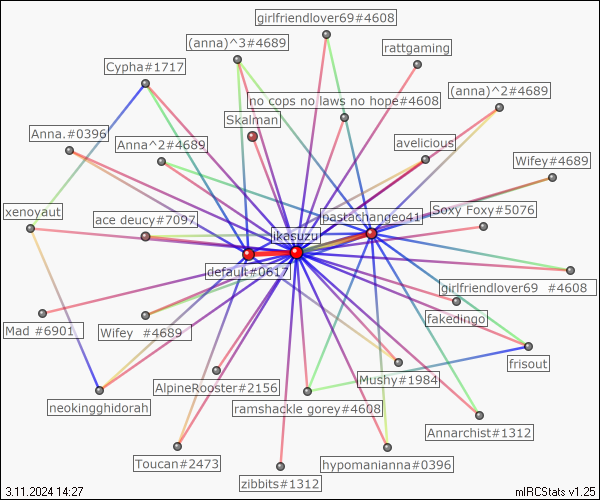 girlfriendlover69#4608
(anna)^3#4689
rattgaming
Cypha#1717
(anna)^2#4689
no cops no laws no hope#4608
Skalman
Anna.#0396
Anna^2#4689
avelicious
Wifey#4689
xenoyaut
ace deucy#7097
pastachangeo41
Soxy Foxy#5076
ikasuzu
default#0617
girlfriendlover69 #4608
fakedingo
Mad #6901
Wifey #4689
frisout
AlpineRooster#2156
Mushy#1984
neokingghidorah
ramshackle gorey#4608
Annarchist#1312
Toucan#2473
hypomanianna#0396
zibbits#1312
3.11.2024 14:27
mIRCStats v1.25